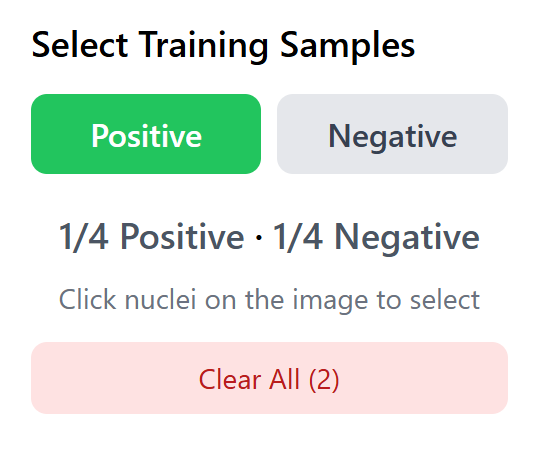 Select Training Samples
Positive Negative
1/4 Positive · 1/4 Negative
Click nuclei on the image to select
Clear All (2)